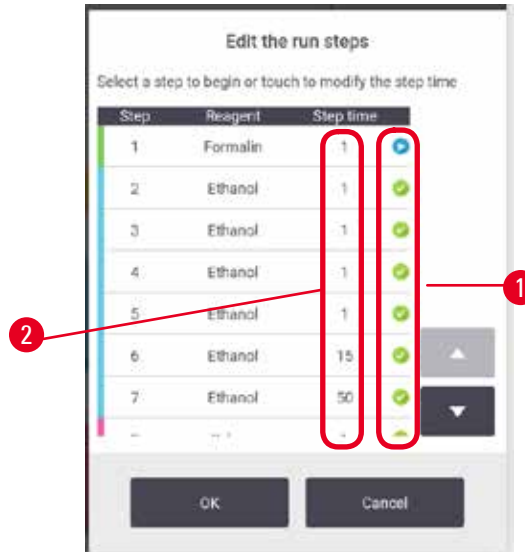 Edit the run steps
Select a step to begin or touch to modify the step time
Step Reagent Step time
1 Formalin 1
2 Ethanol 1
3 Ethanol 1
4 Ethanol 1
5 Ethanol 1
6 Ethanol 15
7 Ethanol 50
OK Cancel
1
2